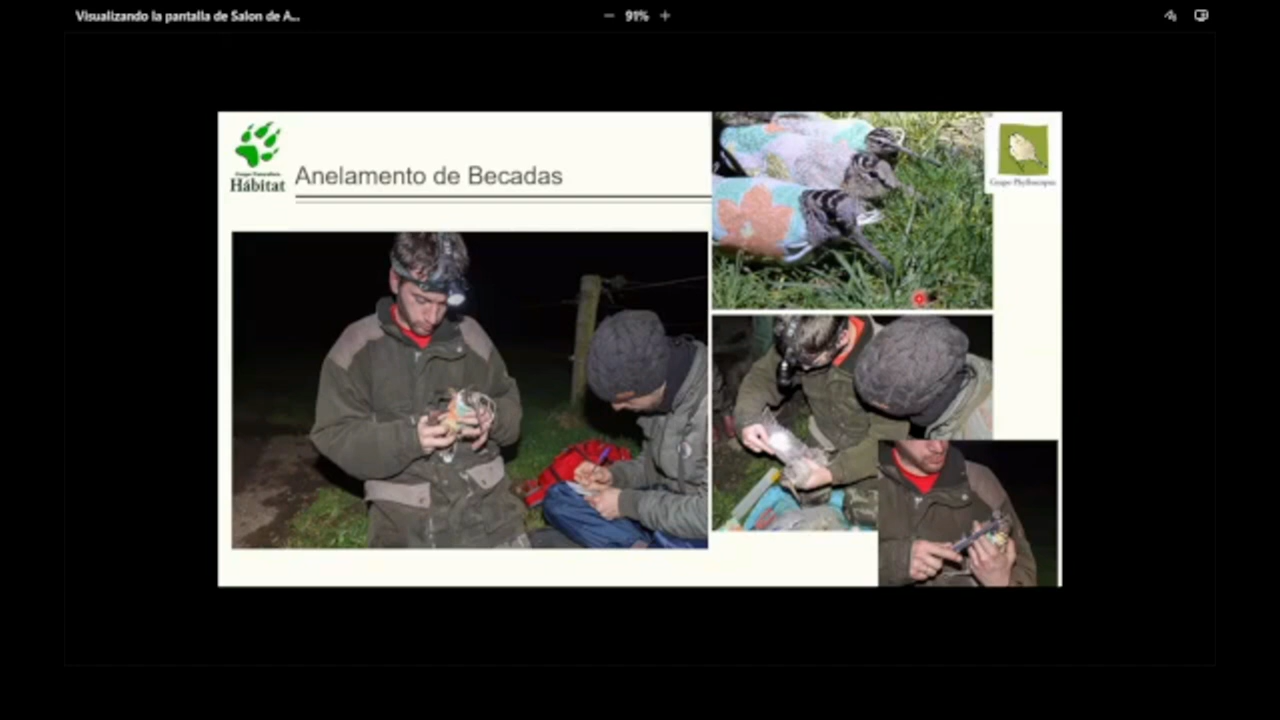 Visualizando la pantalla de Salon de A...
91%
Hábitat
Anelamento de Becadas
Grupo Phylloscopus